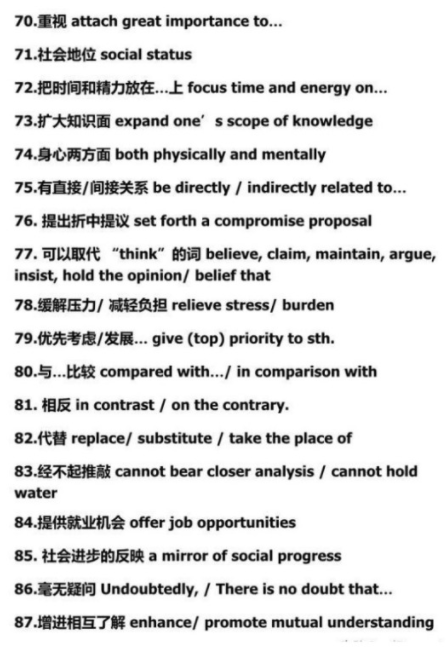 70.重视 attach great importance to...
71.社会地位 social status
72.把时间和精力放在...上 focus time and energy on...
73.扩大知识面 expand one’s scope of knowledge
74.身心两方面 both physically and mentally
75.有直接/间接关系 be directly / indirectly related to...
76. 提出折中提议 set forth a compromise proposal
77. 可以取代 “think”的词 believe, claim, maintain, argue,
insist, hold the opinion/ belief that
78.缓解压力/ 减轻负担 relieve stress/ burden
79.优先考虑/发展... give (top) priority to sth.
80.与...比较 compared with.../ in comparison with
81. 相反 in contrast / on the contrary.
82.代替 replace/ substitute / take the place of
83.经不起推敲 cannot bear closer analysis / cannot hold
water
84.提供就业机会 offer job opportunities
85. 社会进步的反映 a mirror of social progress
86.毫无疑问 Undoubtedly, / There is no doubt that...
87.增进相互了解 enhance/ promote mutual understanding